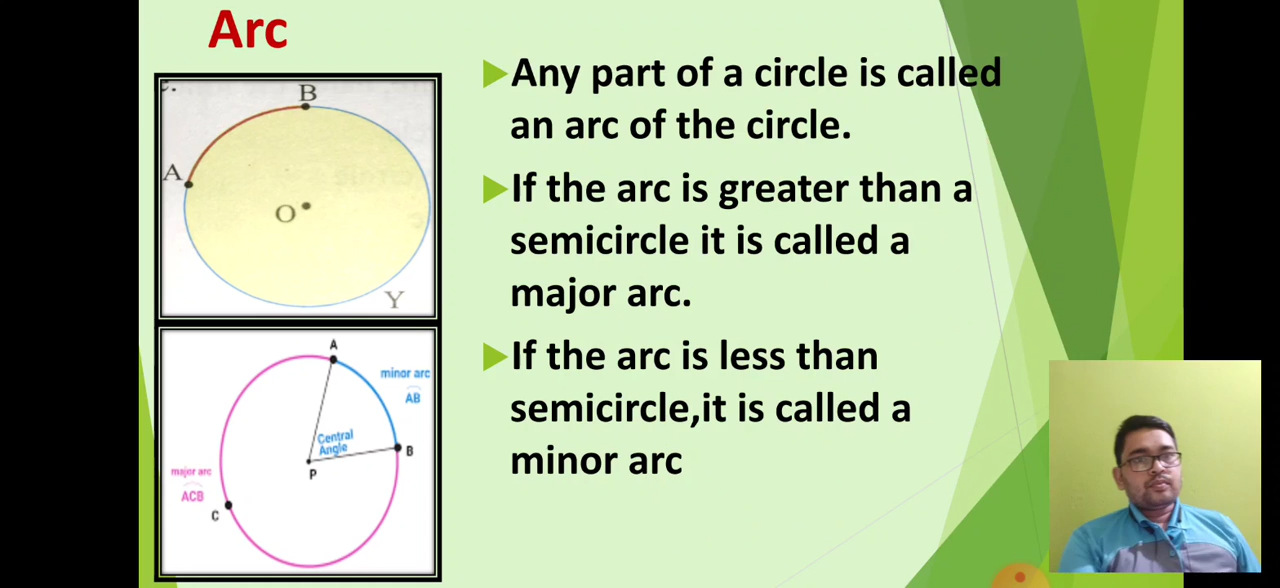 Arc
B
A
O
Y
A
minor arc
AB
Central
Angle
B
P
major arc
ACB
C
Any part of a circle is called
an arc of the circle.
If the arc is greater than a
semicircle it is called a
major arc.
If the arc is less than
semicircle,it is called a
minor arc